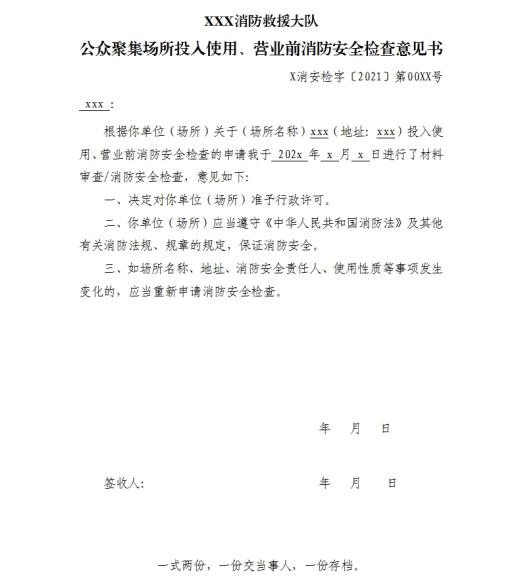 XXX消防救援大队
公众聚集场所投入使用、营业前消防安全检查意见书
X消安检字〔2021〕第00XX号
xxx：
根据你单位（场所）关于（场所名称）xxx（地址：xxx）投入使
用、营业前消防安全检查的申请我于 202x 年 x 月 x 日进行了材料
审查/消防安全检查，意见如下：
一、决定对你单位（场所）准予行政许可。
二、你单位（场所）应当遵守《中华人民共和国消防法》及其他
有关消防法规、规章的规定，保证消防安全。
三、如场所名称、地址、消防安全责任人、使用性质等事项发生
变化的，应当重新申请消防安全检查。
年 月 日
签收人： 年 月 日
一式两份，一份交当事人，一份存档。